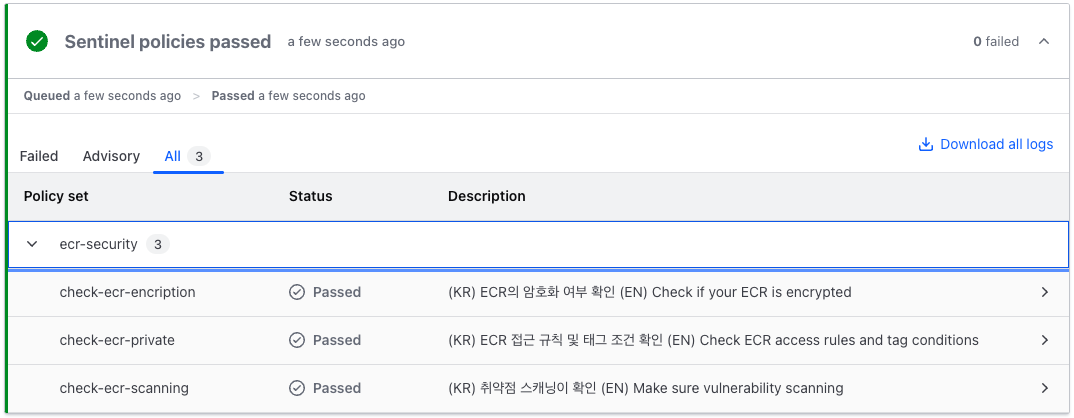 Sentinel policies passed a few seconds ago 0 failed
Queued a few seconds ago > Passed a few seconds ago
Download all logs
Failed Advisory All 3
Policy set Status Description
ecr-security 3
check-ecr-encription Passed (KR) ECR의 암호화 여부 확인 (EN) Check if your ECR is encrypted
check-ecr-private Passed (KR) ECR 접근 규칙 및 태그 조건 확인 (EN) Check ECR access rules and tag conditions
check-ecr-scanning Passed (KR) 취약점 스캐닝이 확인 (EN) Make sure vulnerability scanning